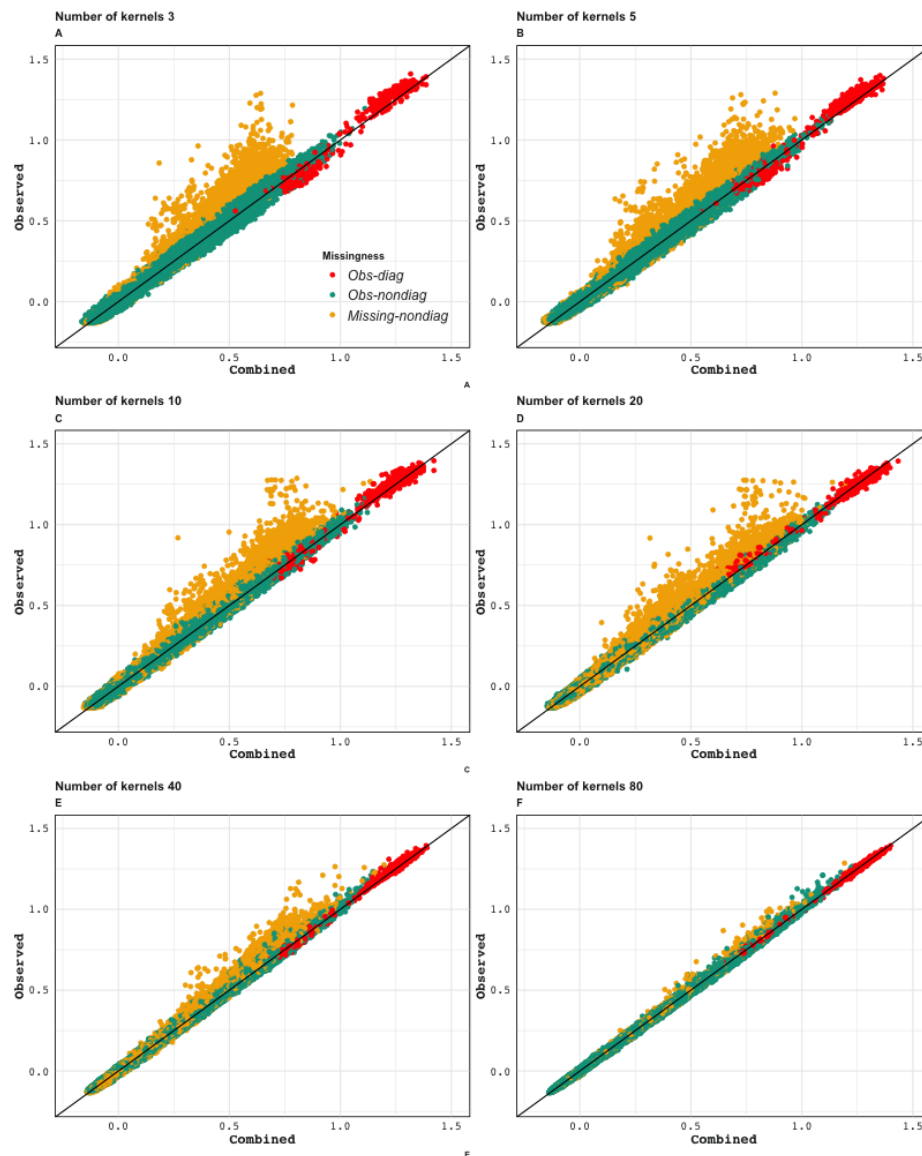 Number of kernels 3
A
1.5
1.0
0.5
0.0
Observed
Missingness
Obs-diag
Obs-nondiag
Missing-nondiag
0.0 0.5 1.0 1.5
Combined
A
Number of kernels 5
B
1.5
1.0
0.5
0.0
Observed
0.0 0.5 1.0 1.5
Combined
Number of kernels 10
C
1.5
1.0
0.5
0.0
Observed
0.0 0.5 1.0 1.5
Combined
C
Number of kernels 20
D
1.5
1.0
0.5
0.0
Observed
0.0 0.5 1.0 1.5
Combined
Number of kernels 40
E
1.5
1.0
0.5
0.0
Observed
0.0 0.5 1.0 1.5
Combined
Number of kernels 80
F
1.5
1.0
0.5
0.0
Observed
0.0 0.5 1.0 1.5
Combined